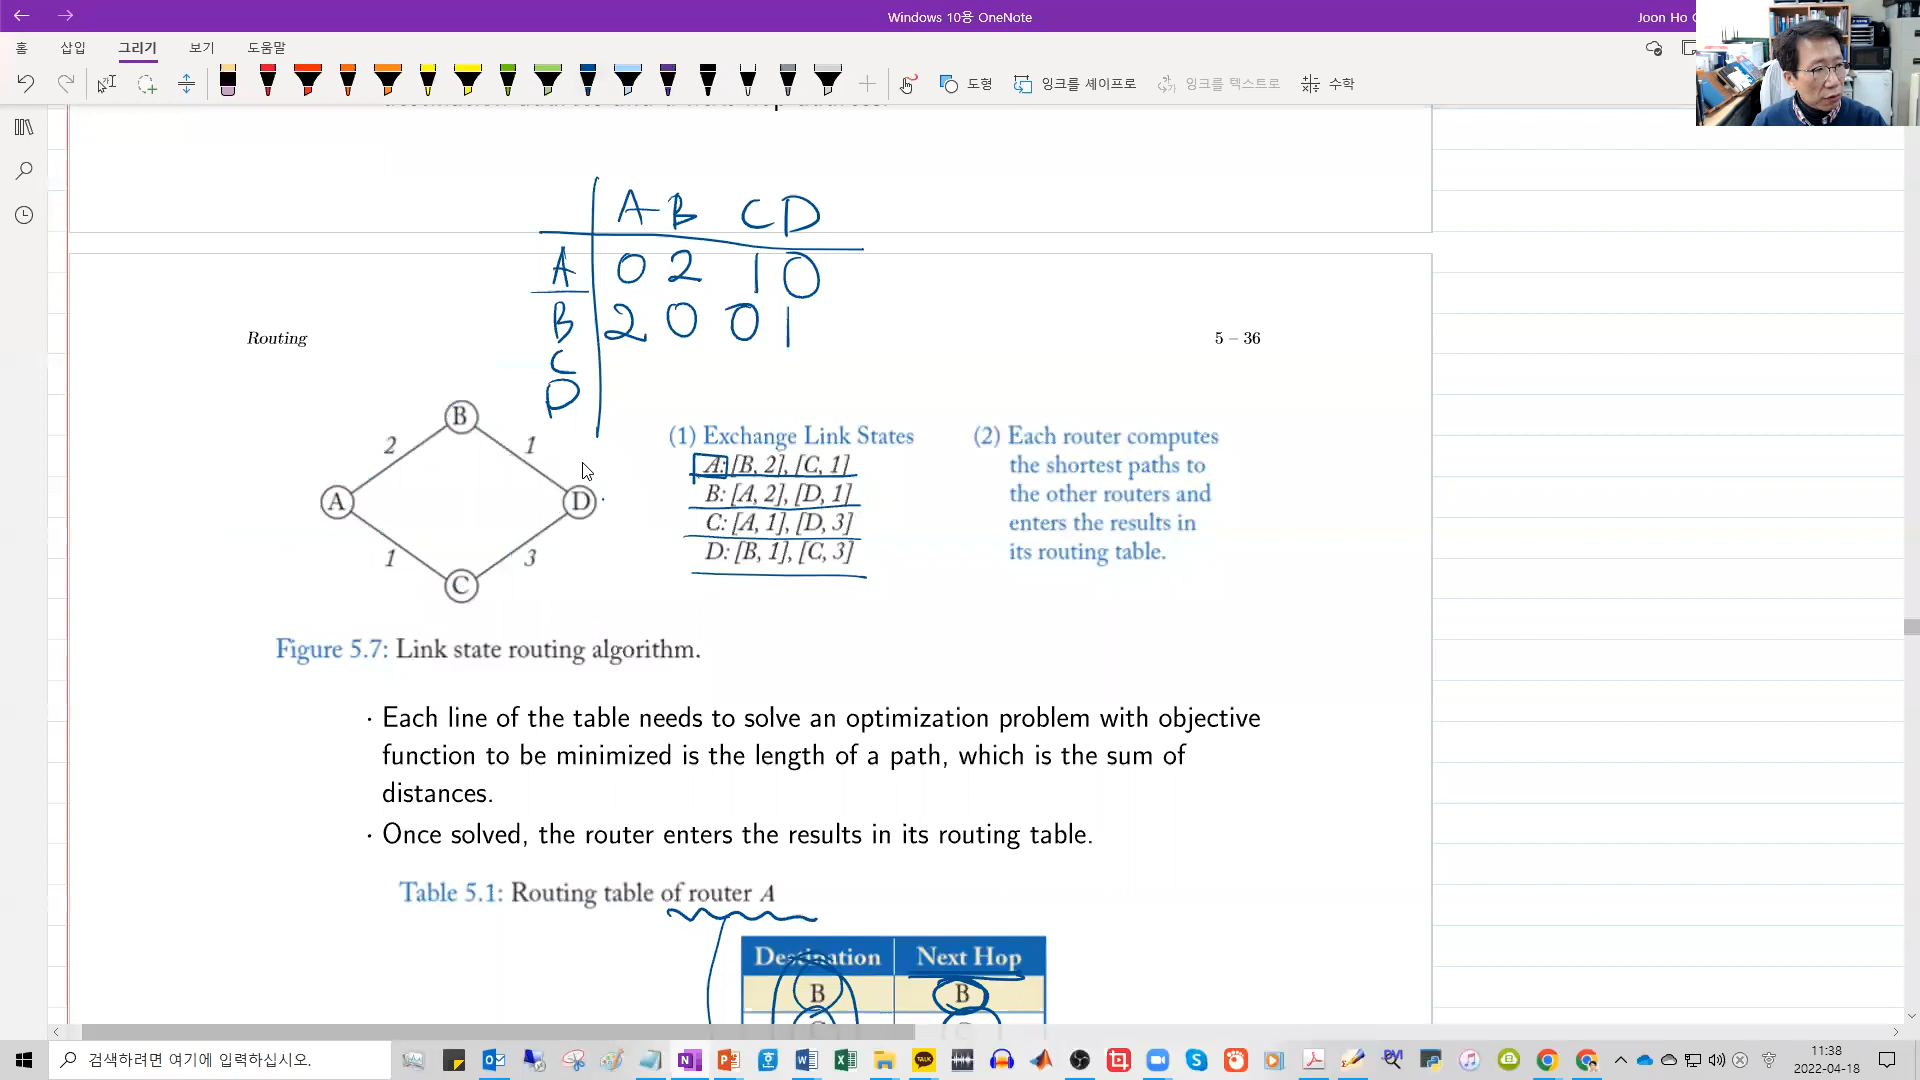 Windows 10용 OneNote
Joon Ho
홈 삽입 그리기 보기 도움말
도형 잉크를 셰이프로 잉크를 텍스트로 수학
A B C D
A 0 2 1 0
B 2 0 0 1
C
D
Routing
5 – 36
B
2 1
A D
1 3
C
(1) Exchange Link States
A: [B, 2], [C, 1]
B: [A, 2], [D, 1]
C: [A, 1], [D, 3]
D: [B, 1], [C, 3]
(2) Each router computes
the shortest paths to
the other routers and
enters the results in
its routing table.
Figure 5.7: Link state routing algorithm.
· Each line of the table needs to solve an optimization problem with objective
function to be minimized is the length of a path, which is the sum of
distances.
· Once solved, the router enters the results in its routing table.
Table 5.1: Routing table of router A
Destination Next Hop
B B
검색하려면 여기에 입력하십시오.
11:38
2022-04-18